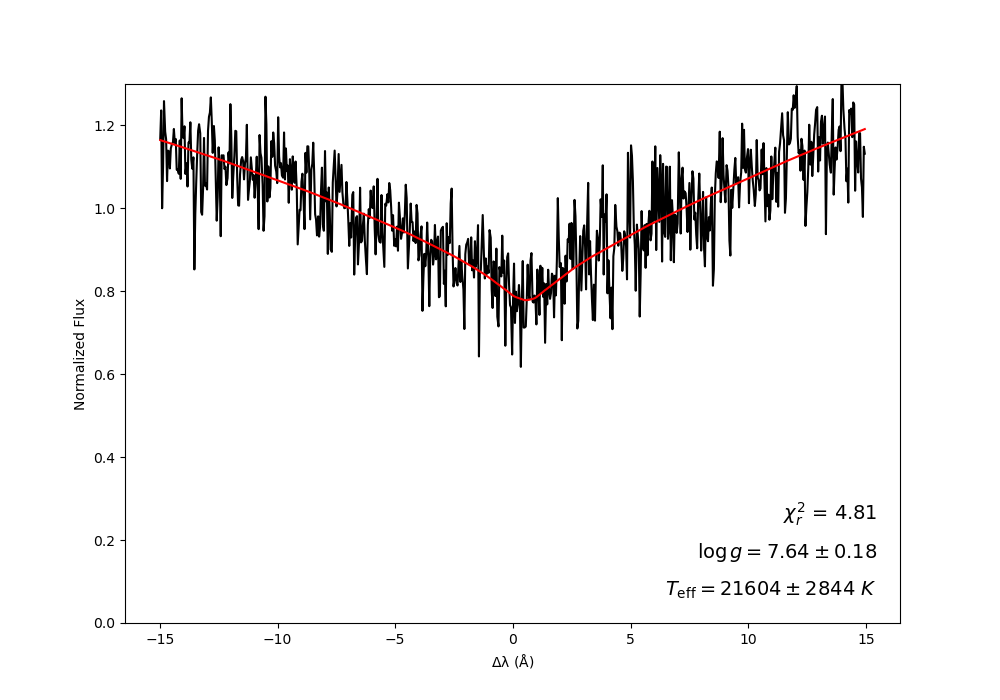 1.2
1.0
0.8
0.6
0.4
0.2
0.0
Normalized Flux
χ²ᵣ = 4.81
log g = 7.64 ± 0.18
T_eff = 21604 ± 2844 K
−15 −10 −5 0 5 10 15
Δλ (Å)